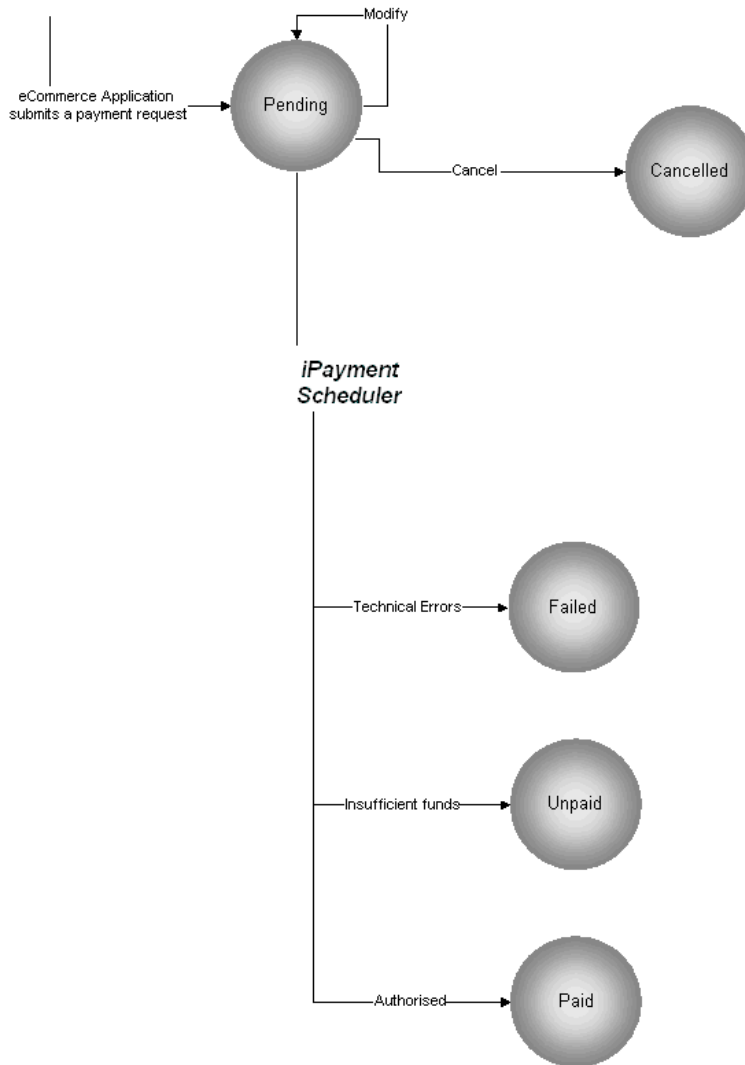 Modify
eCommerce Application
submits a payment request
Pending
Cancel
Cancelled
iPayment
Scheduler
Technical Errors
Failed
Insufficient funds
Unpaid
Authorised
Paid